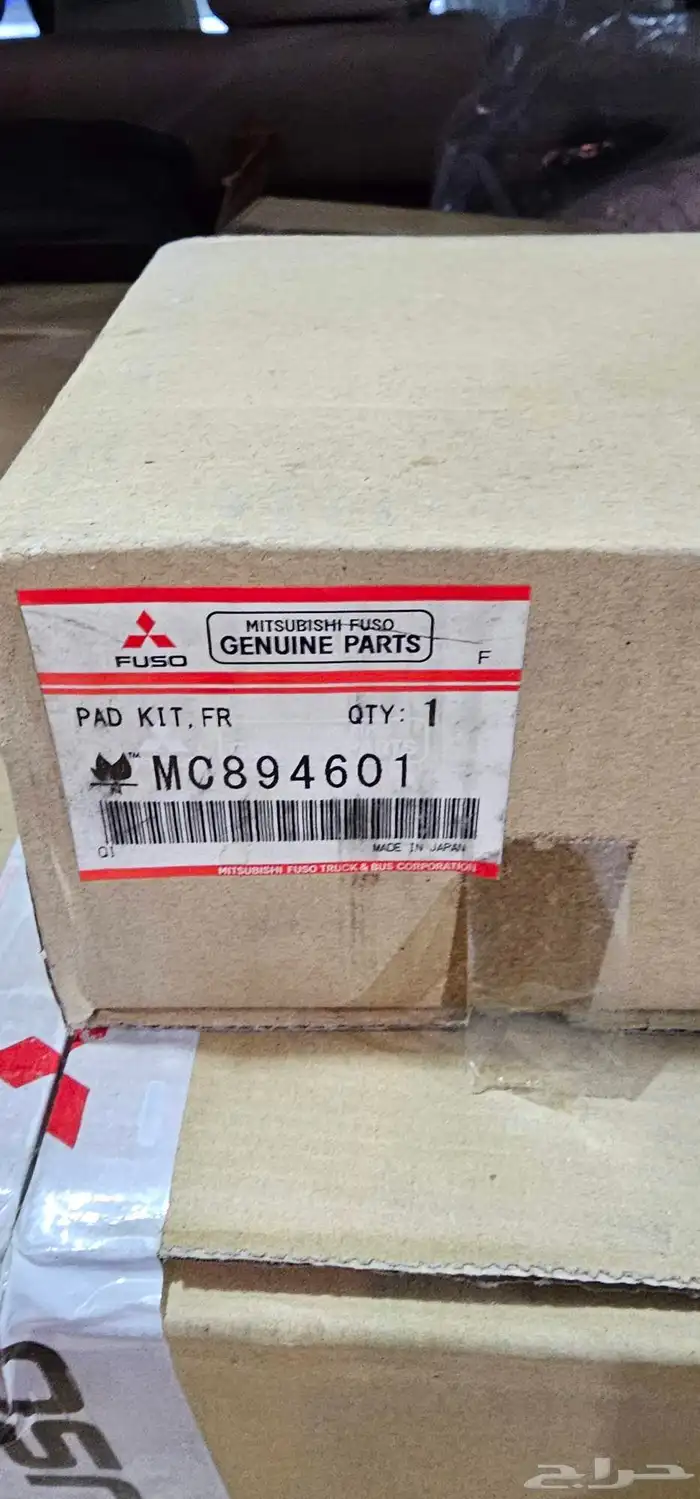 FUSO
MITSUBISHI FUSO
GENUINE PARTS
F
PAD KIT, FR
QTY: 1
MC894601
QT
MADE IN JAPAN
MITSUBISHI FUSO TRUCK & BUS CORPORATION
حراج